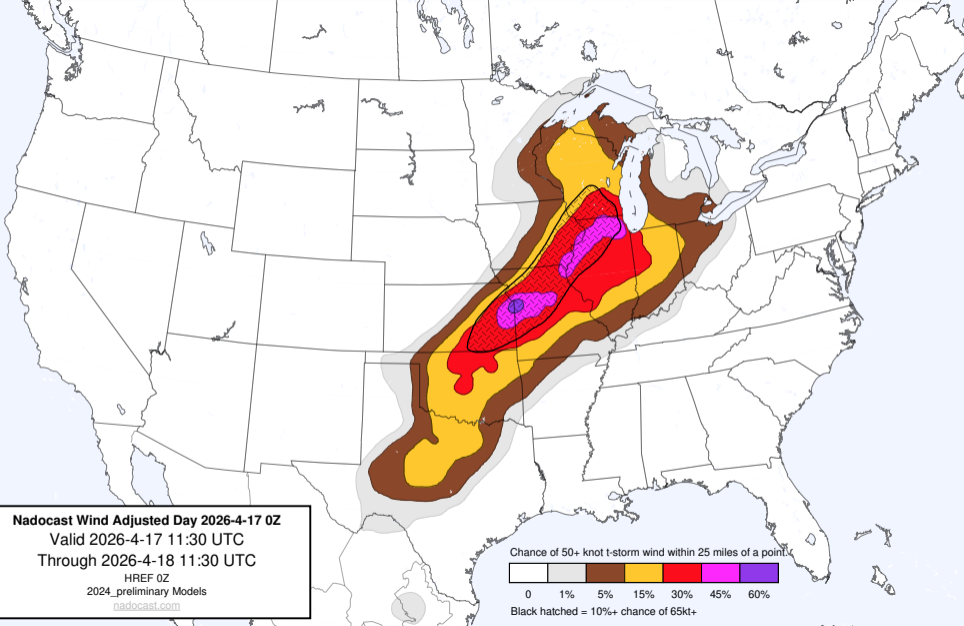 Nadocast Wind Adjusted Day 2026-4-17 0Z
Valid 2026-4-17 11:30 UTC
Through 2026-4-18 11:30 UTC
HREF 0Z
2024_preliminary Models
nadocast.com
Chance of 50+ knot t-storm wind within 25 miles of a point.
0 1% 5% 15% 30% 45% 60%
Black hatched = 10%+ chance of 65kt+